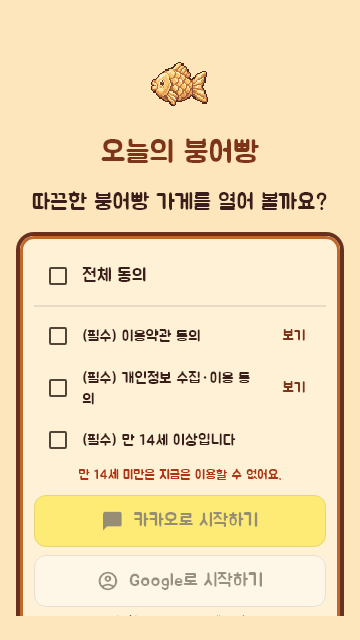 오늘의 붕어빵
따끈한 붕어빵 가게를 열어 볼까요?
전체 동의
(필수) 이용약관 동의
보기
(필수) 개인정보 수집·이용 동
의
보기
(필수) 만 14세 이상입니다
만 14세 미만은 지금은 이용할 수 없어요.
카카오로 시작하기
Google로 시작하기